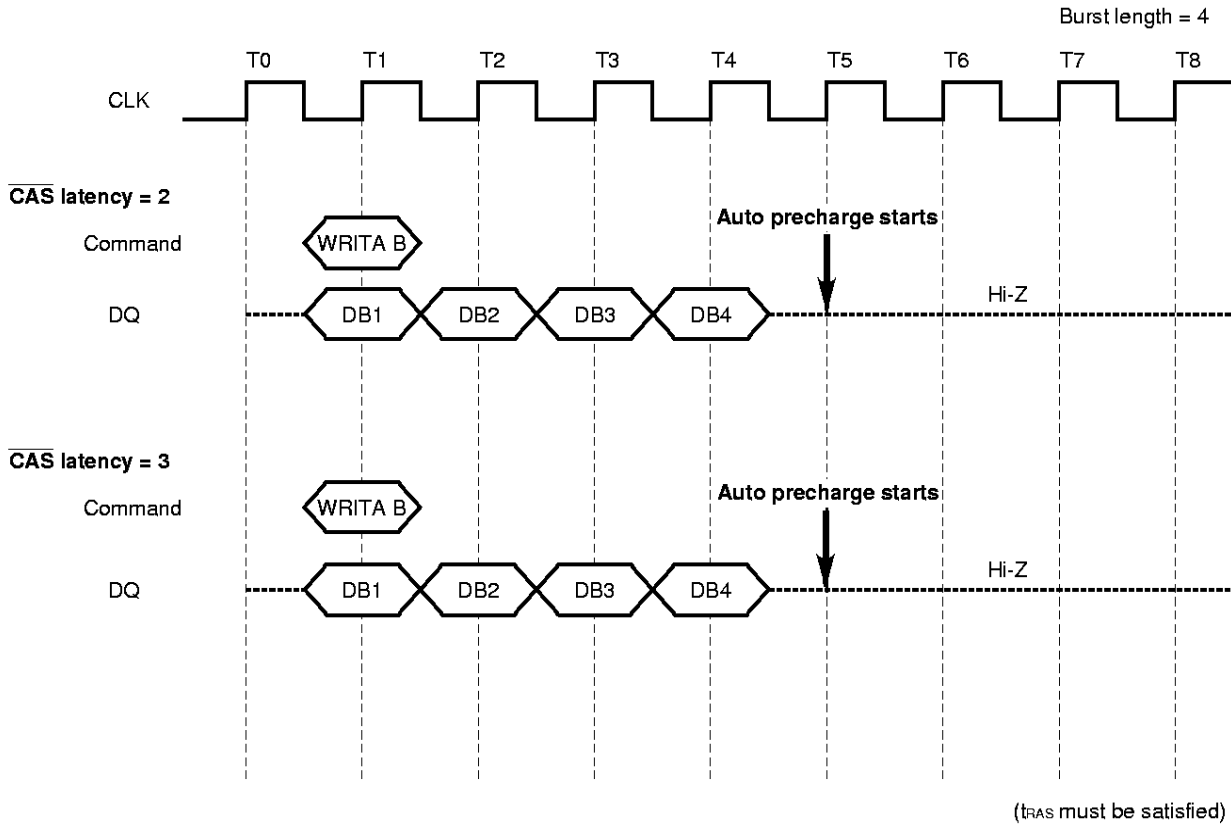 Burst length = 4
T0 T1 T2 T3 T4 T5 T6 T7 T8
CLK
CAS latency = 2
Auto precharge starts
Command WRITA B
Hi-Z
DQ DB1 DB2 DB3 DB4
CAS latency = 3
Auto precharge starts
Command WRITA B
Hi-Z
DQ DB1 DB2 DB3 DB4
(tRAS must be satisfied)